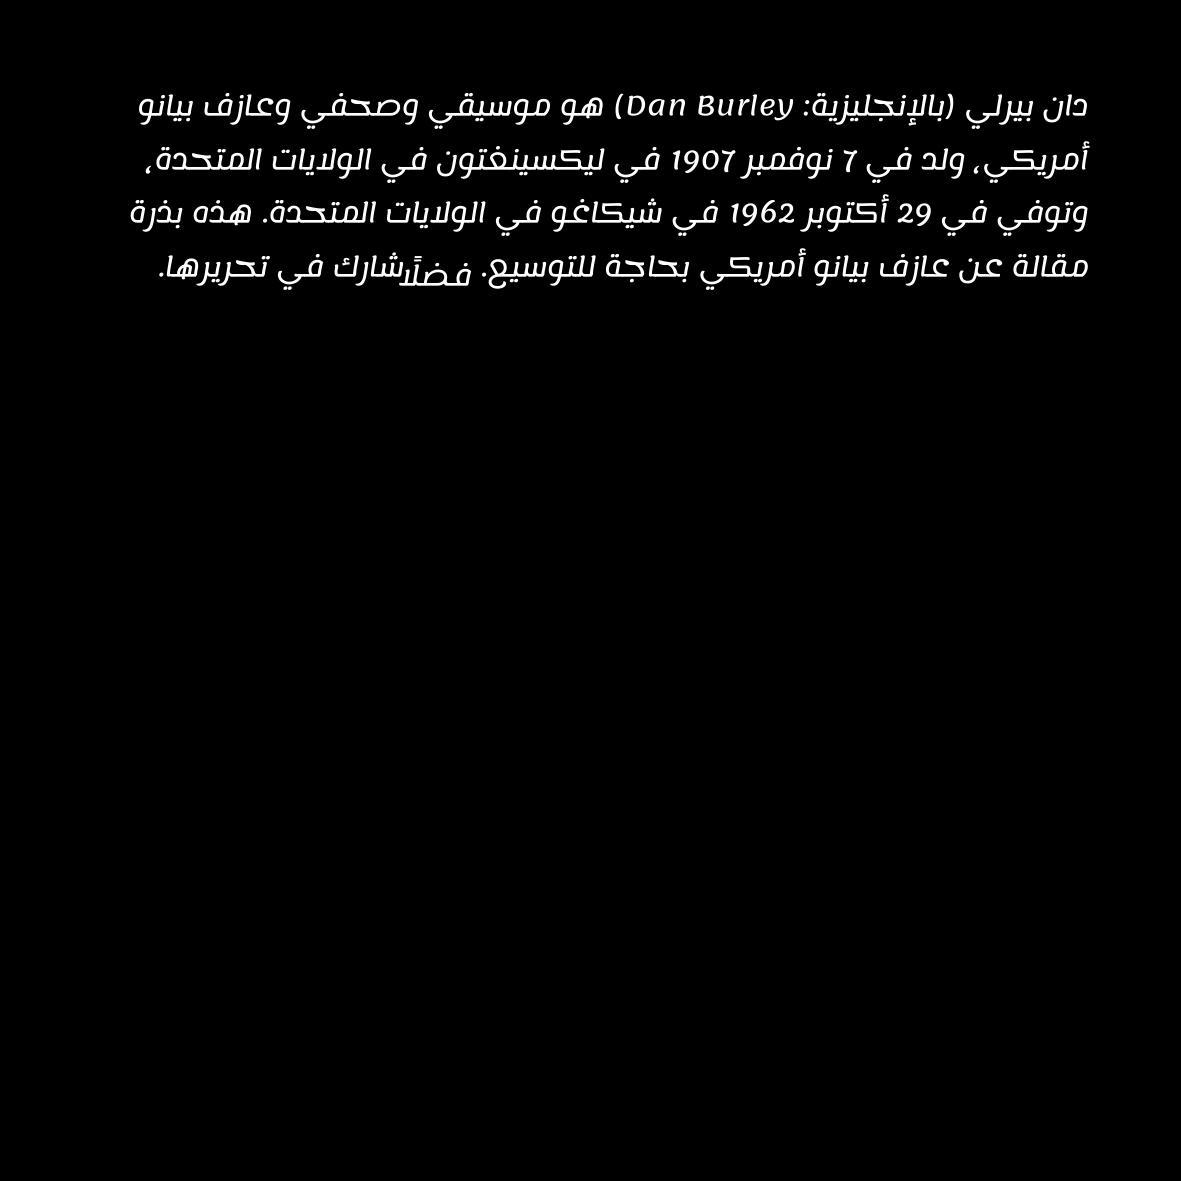 دان بيرلي (بالإنجليزية: Dan Burley) هو موسيقي وصحفي وعازف بيانو
أمريكي، ولد في 7 نوفمبر 1907 في ليكسينغتون في الولايات المتحدة،
وتوفي في 29 أكتوبر 1962 في شيكاغو في الولايات المتحدة. هذه بذرة
مقالة عن عازف بيانو أمريكي بحاجة للتوسيع. فضلًا شارك في تحريرها.